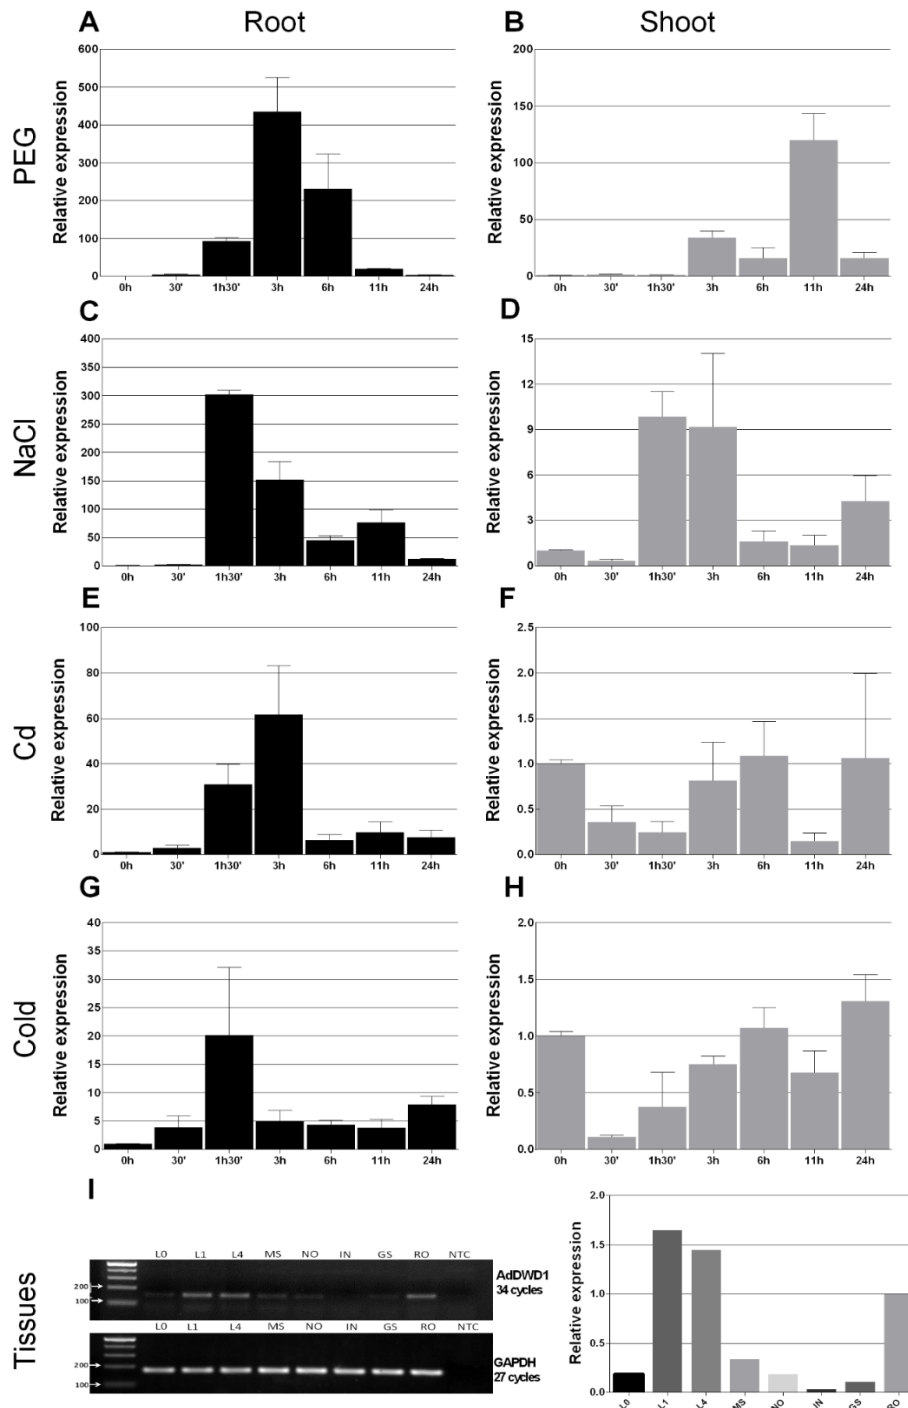 A
Root
B
Shoot
PEG
Relative expression
600
500
400
300
200
100
0
0h 30' 1h30' 3h 6h 11h 24h
Relative expression
200
150
100
50
0
0h 30' 1h30' 3h 6h 11h 24h
C
D
NaCl
Relative expression
400
350
300
250
200
150
100
50
0
0h 30' 1h30' 3h 6h 11h 24h
Relative expression
15
12
9
6
3
0
0h 30' 1h30' 3h 6h 11h 24h
E
F
Cd
Relative expression
100
80
60
40
20
0
0h 30' 1h30' 3h 6h 11h 24h
Relative expression
2.5
2.0
1.5
1.0
0.5
0.0
0h 30' 1h30' 3h 6h 11h 24h
G
H
Cold
Relative expression
40
35
30
25
20
15
10
5
0
0h 30' 1h30' 3h 6h 11h 24h
Relative expression
2.0
1.5
1.0
0.5
0.0
0h 30' 1h30' 3h 6h 11h 24h
I
Tissues
L0 L1 L4 MS NO IN GS RO NTC
200
100
AdDWD1
34 cycles
L0 L1 L4 MS NO IN GS RO NTC
200
100
GAPDH
27 cycles
Relative expression
2.0
1.5
1.0
0.5
0.0
L0 L1 L4 MS NO IN GS RO